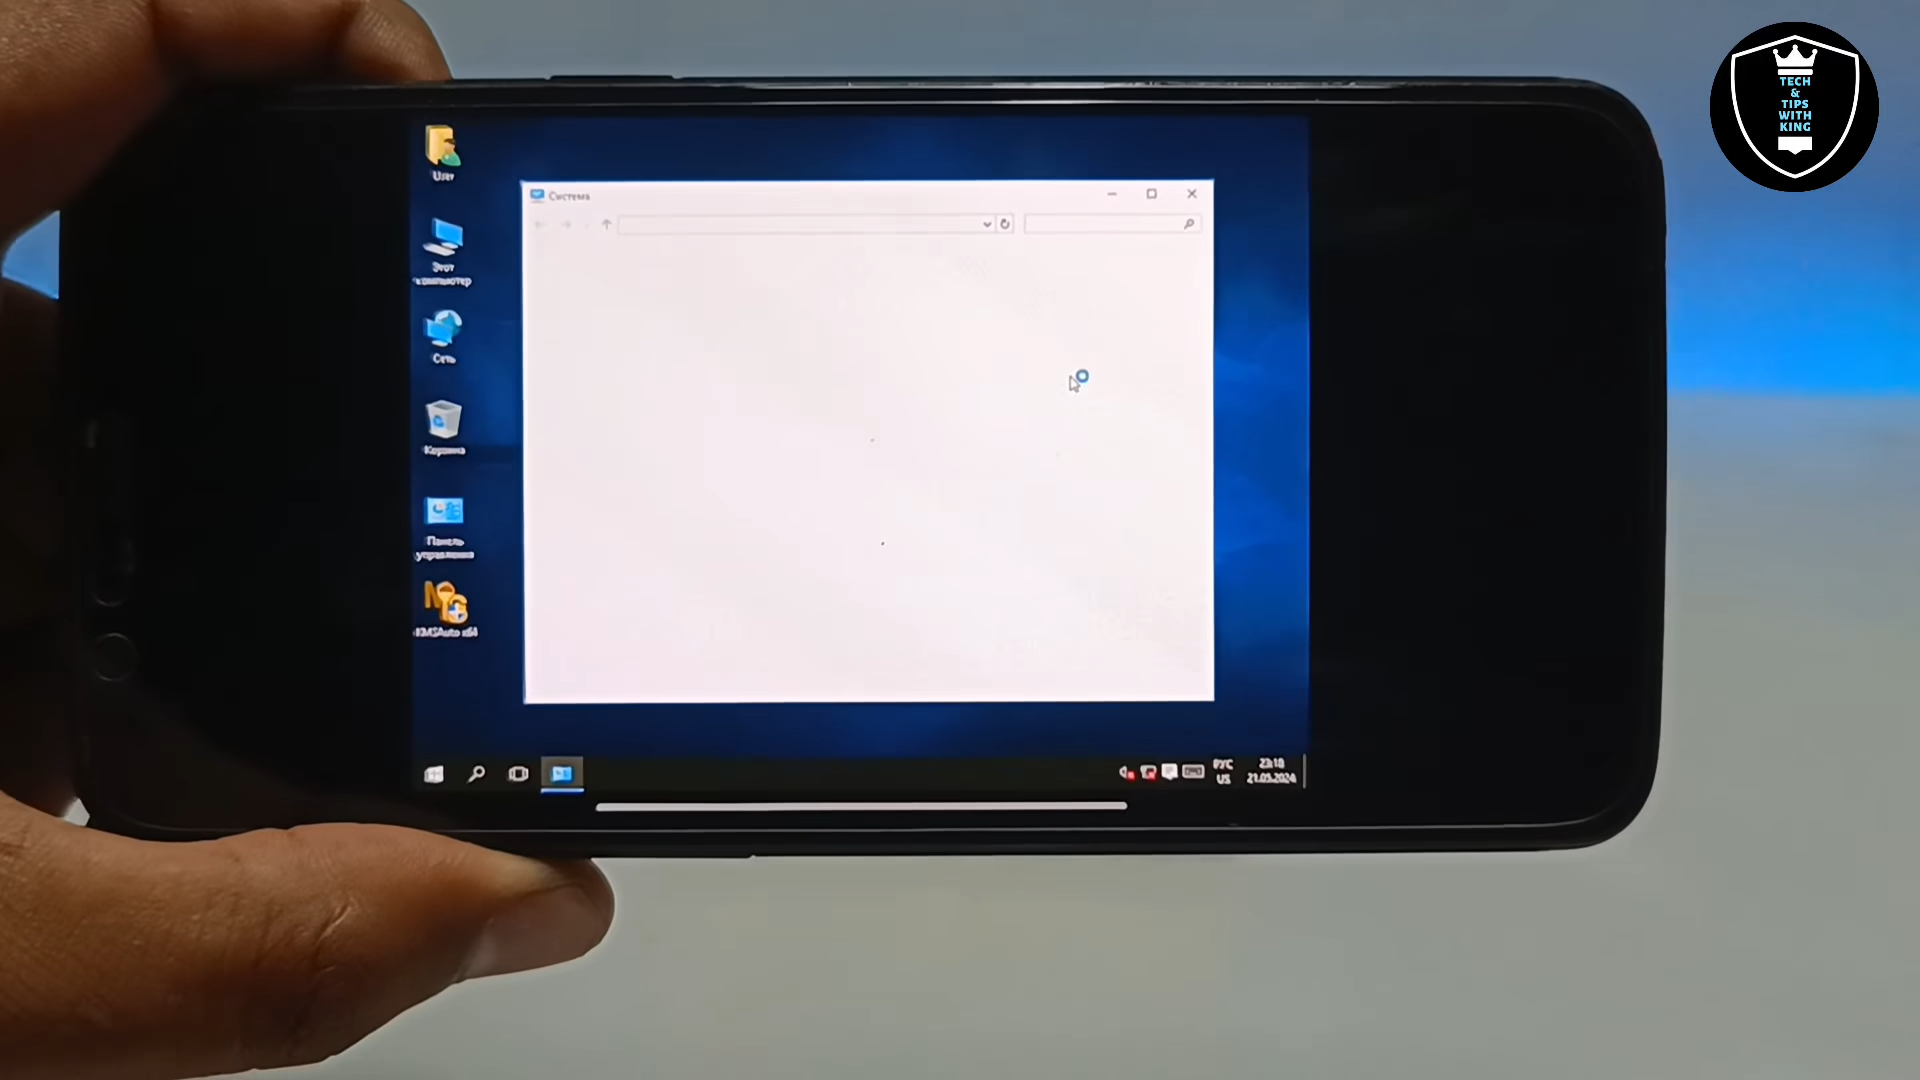 TECH
&
TIPS
WITH
KING
Система
User
Этот
компьютер
Сеть
Корзина
Панель
управления
KMSAuto x64
РУС
US
23:18
21.05.2024